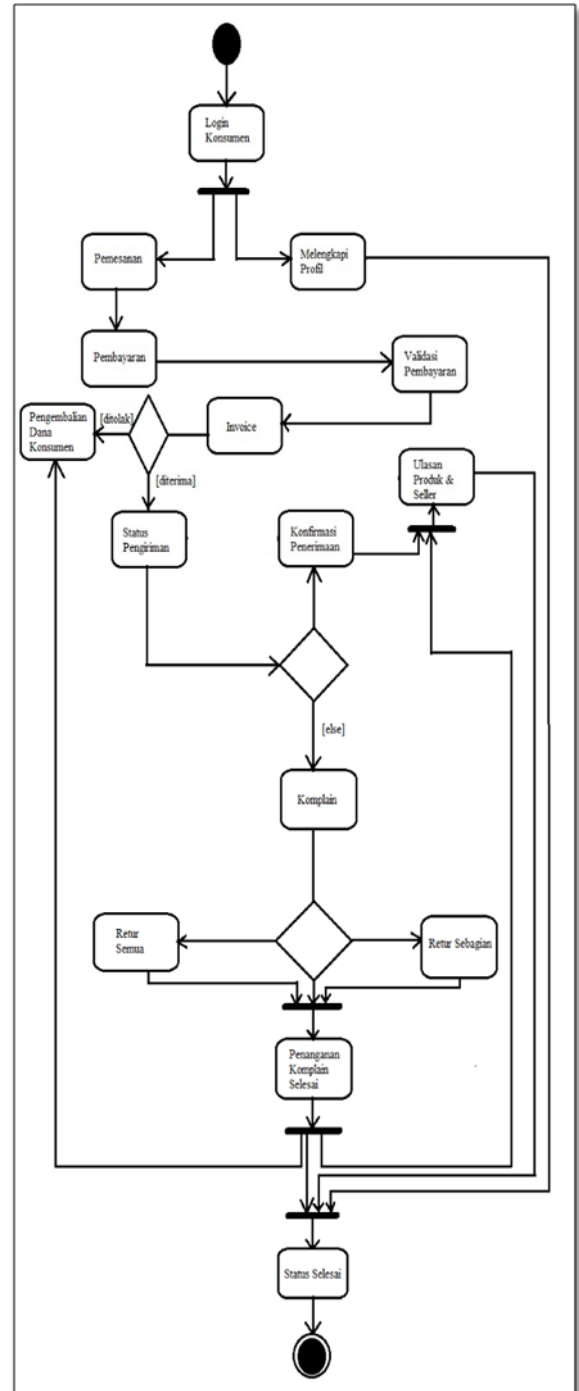 Login
Konsumen
Pemesanan
Melengkapi
Profil
Pembayaran
Validasi
Pembayaran
Pengembalian
Dana
Konsumen
[ditolak]
Invoice
[diterima]
Ulasan
Produk &
Seller
Status
Pengiriman
Konfirmasi
Penerimaan
[else]
Komplain
Retur
Semua
Retur Sebagian
Penanganan
Komplain
Selesai
Status Selesai